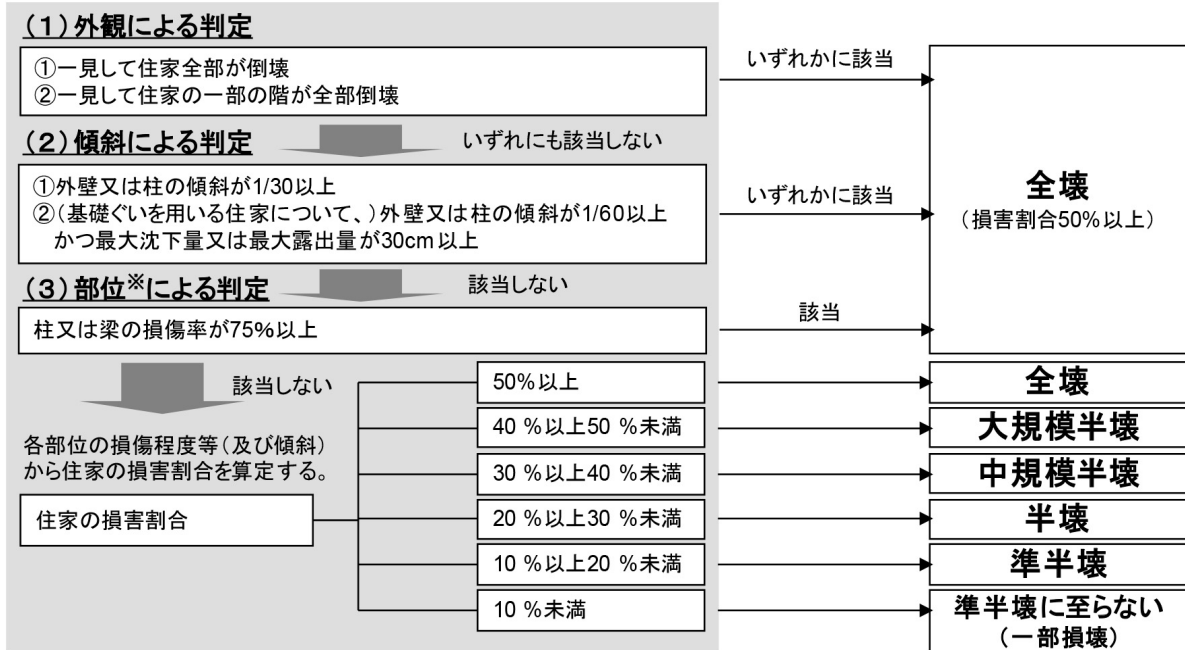 (1)外観による判定
①一見して住家全部が倒壊
②一見して住家の一部の階が全部倒壊
いずれかに該当
いずれにも該当しない
(2)傾斜による判定
①外壁又は柱の傾斜が1/30以上
②(基礎ぐいを用いる住家について、)外壁又は柱の傾斜が1/60以上
かつ最大沈下量又は最大露出量が30cm以上
いずれかに該当
全壊
(損害割合50%以上)
該当しない
(3)部位※による判定
柱又は梁の損傷率が75%以上
該当
該当しない
各部位の損傷程度等(及び傾斜)
から住家の損害割合を算定する。
住家の損害割合
50%以上
全壊
40 %以上50 %未満
大規模半壊
30 %以上40 %未満
中規模半壊
20 %以上30 %未満
半壊
10 %以上20 %未満
準半壊
10 %未満
準半壊に至らない
(一部損壊)